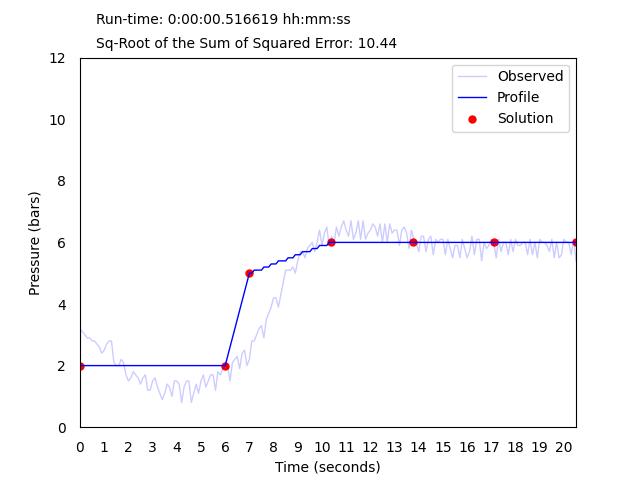 Run-time: 0:00:00.516619 hh:mm:ss
Sq-Root of the Sum of Squared Error: 10.44
12
10
8
6
4
2
0
Pressure (bars)
Observed
Profile
Solution
0 1 2 3 4 5 6 7 8 9 10 11 12 13 14 15 16 17 18 19 20
Time (seconds)